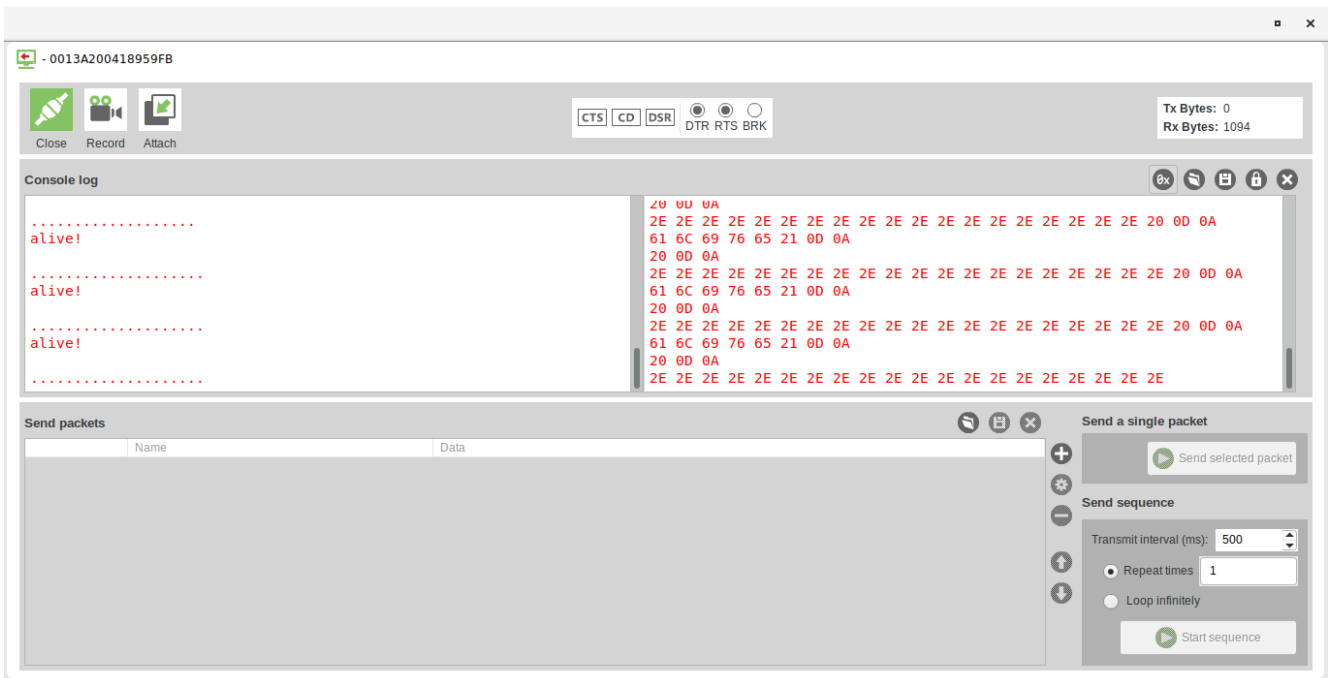 - 0013A200418959FB
Close
Record
Attach
CTS
CD
DSR
DTR RTS BRK
Tx Bytes: 0
Rx Bytes: 1094
Console log
0x
...................
alive!
....................
alive!
....................
alive!
....................
20 0D 0A
2E 2E 2E 2E 2E 2E 2E 2E 2E 2E 2E 2E 2E 2E 2E 2E 2E 2E 2E 20 0D 0A
61 6C 69 76 65 21 0D 0A
20 0D 0A
2E 2E 2E 2E 2E 2E 2E 2E 2E 2E 2E 2E 2E 2E 2E 2E 2E 2E 2E 2E 20 0D 0A
61 6C 69 76 65 21 0D 0A
20 0D 0A
2E 2E 2E 2E 2E 2E 2E 2E 2E 2E 2E 2E 2E 2E 2E 2E 2E 2E 2E 2E 20 0D 0A
61 6C 69 76 65 21 0D 0A
20 0D 0A
2E 2E 2E 2E 2E 2E 2E 2E 2E 2E 2E 2E 2E 2E 2E 2E 2E 2E 2E 2E
Send packets
Name
Data
Send a single packet
Send selected packet
Send sequence
Transmit interval (ms): 500
Repeat times 1
Loop infinitely
Start sequence